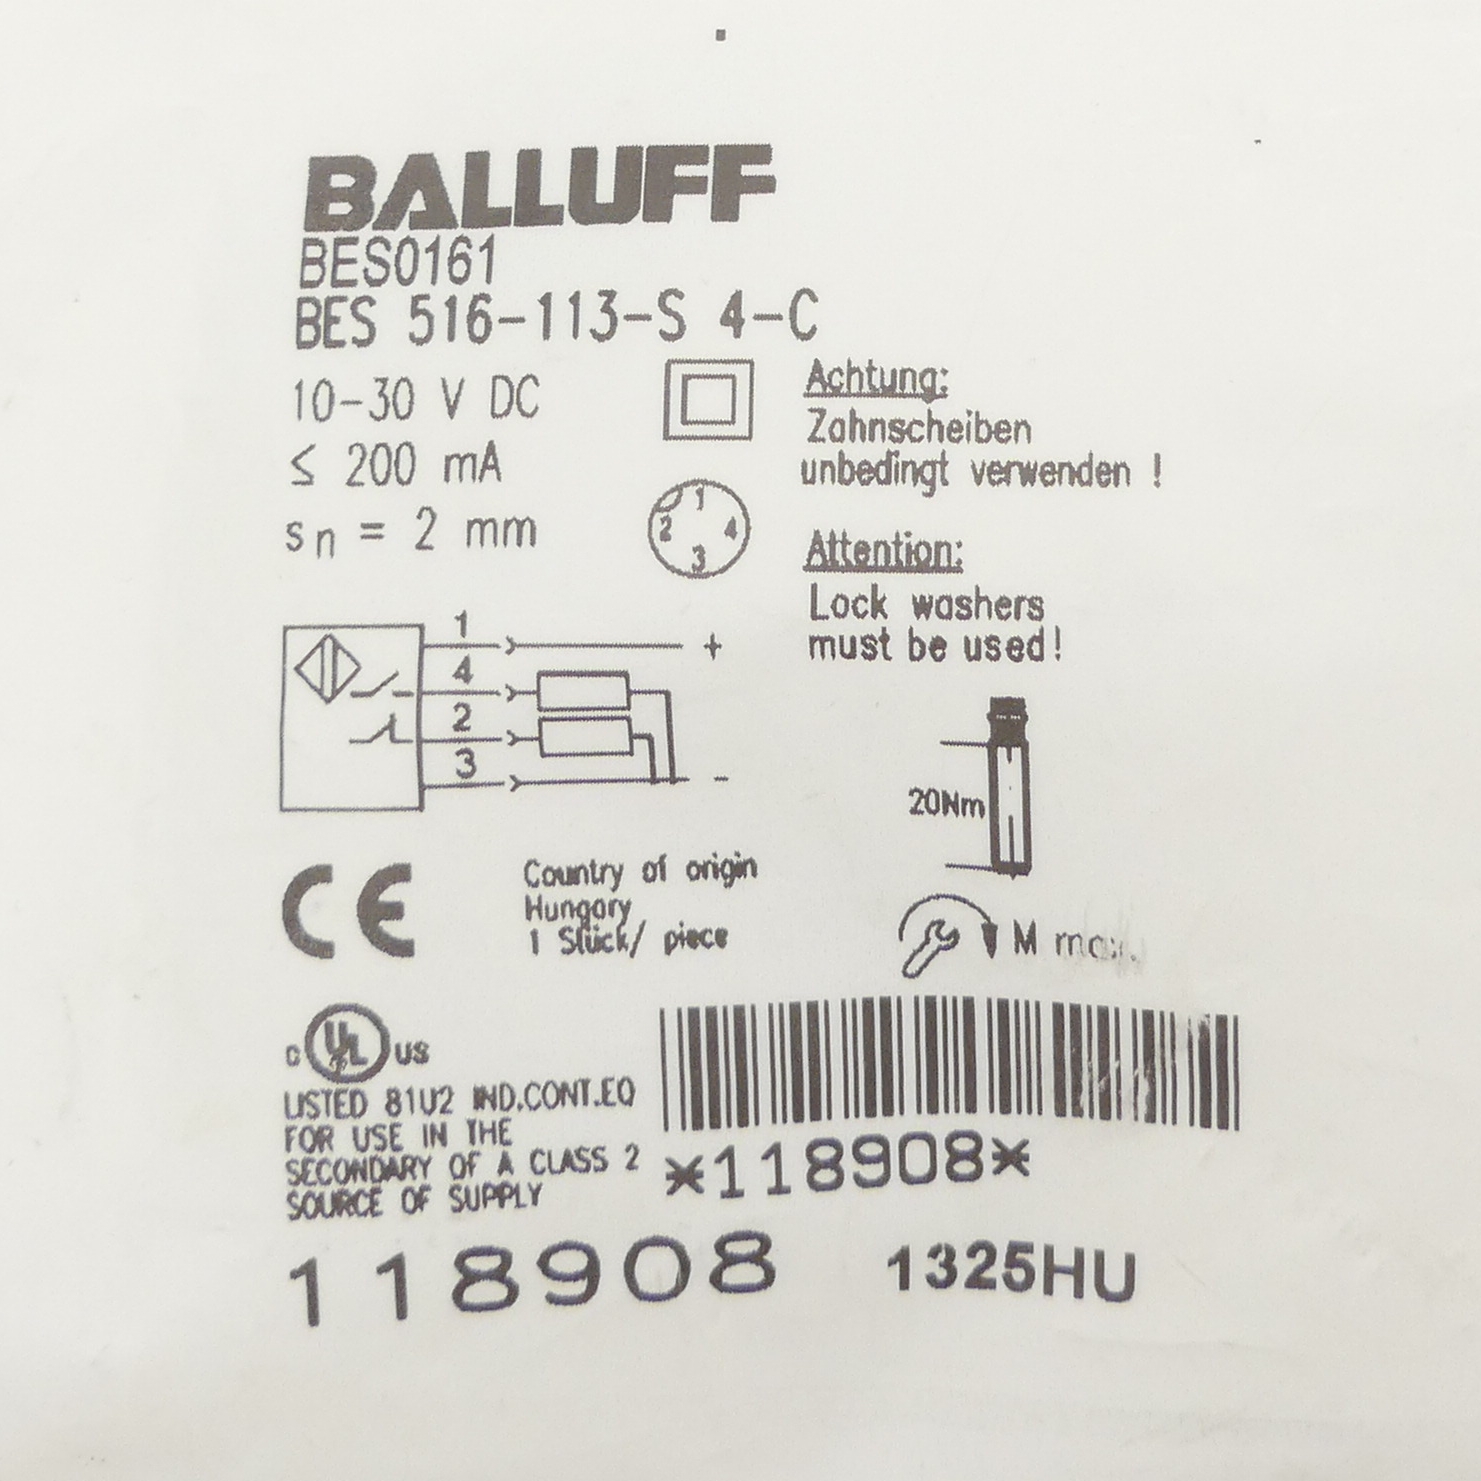 BALLUFF
BES0161
BES 516-113-S 4-C
10-30 V DC
≤ 200 mA
sn = 2 mm
1
2 4
3
Achtung:
Zahnscheiben
unbedingt verwenden !
Attention:
Lock washers
must be used!
1 +
4
2
3 -
20Nm
M max.
CE
Country of origin
Hungary
1 Stück/ piece
c UL US
LISTED 81U2 IND.CONT.EQ
FOR USE IN THE
SECONDARY OF A CLASS 2
SOURCE OF SUPPLY
*118908*
118908 1325HU